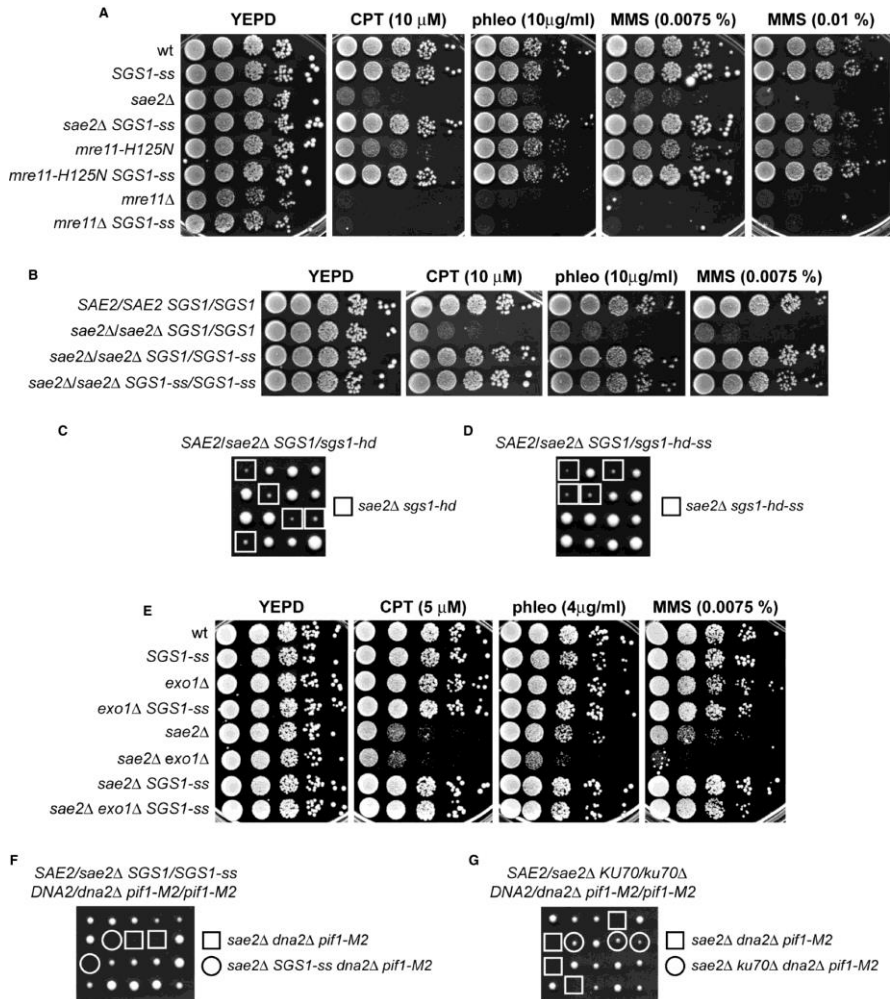 A
YEPD CPT (10 µM) phleo (10µg/ml) MMS (0.0075 %) MMS (0.01 %)
wt
SGS1-ss
sae2Δ
sae2Δ SGS1-ss
mre11-H125N
mre11-H125N SGS1-ss
mre11Δ
mre11Δ SGS1-ss
B
YEPD CPT (10 µM) phleo (10µg/ml) MMS (0.0075 %)
SAE2/SAE2 SGS1/SGS1
sae2Δ/sae2Δ SGS1/SGS1
sae2Δ/sae2Δ SGS1/SGS1-ss
sae2Δ/sae2Δ SGS1-ss/SGS1-ss
C
SAE2/sae2Δ SGS1/sgs1-hd
sae2Δ sgs1-hd
D
SAE2/sae2Δ SGS1/sgs1-hd-ss
sae2Δ sgs1-hd-ss
E
YEPD CPT (5 µM) phleo (4µg/ml) MMS (0.0075 %)
wt
SGS1-ss
exo1Δ
exo1Δ SGS1-ss
sae2Δ
sae2Δ exo1Δ
sae2Δ SGS1-ss
sae2Δ exo1Δ SGS1-ss
F
SAE2/sae2Δ SGS1/SGS1-ss
DNA2/dna2Δ pif1-M2/pif1-M2
sae2Δ dna2Δ pif1-M2
sae2Δ SGS1-ss dna2Δ pif1-M2
G
SAE2/sae2Δ KU70/ku70Δ
DNA2/dna2Δ pif1-M2/pif1-M2
sae2Δ dna2Δ pif1-M2
sae2Δ ku70Δ dna2Δ pif1-M2